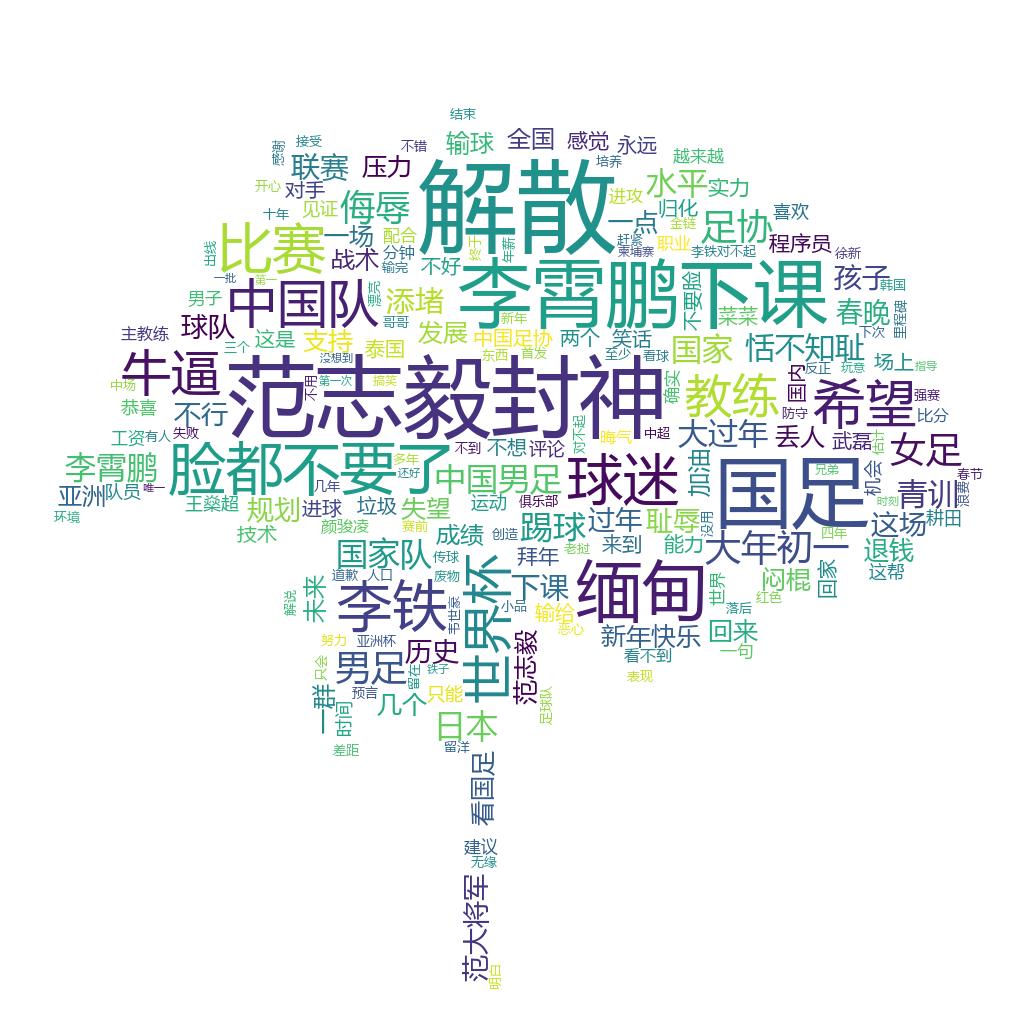 结束
接受
不错
输球
全国
感觉
永远
联赛
压力
培养
越来越
开心
对手
进攻
水平
实力
见证
侮辱
解散
归化
喜欢
十年
一场
配合
一点
金链
足协
比赛
终于
年薪
职业
程序员
出线
战术
分钟
输完
不好
赶紧
柬埔寨
李铁对不起
徐新
一批
第一
李霄鹏下课
不要脸
孩子
韩国
中国队
漂亮
添堵
男子
哥哥
新年
菜菜
春晚
里程碑
主教练
球队
这是
支持
发展
中国足协
两个
笑话
下次
三个
没想到
泰国
东西
首发
至少
看球
国家
恬不知耻
反正
玩意
场上
指导
牛逼
第一次
不用
搞笑
范志毅封神
确实
教练
国内
希望
强赛
中场
恭喜
不行
防守
比分
工资
有人
失败
脸都不要了
不到
不想
评论
对不起
晦气
中超
大过年
丢人
武磊
估计
女足
李霄鹏
多年
还好
中国男足
球迷
加油
国足
兄弟
机会
春节
亚洲
队员
唯一
几年
俱乐部
青训
浪费
环境
王燊超
规划
进球
垃圾
失望
运动
时刻
颜骏凌
赛前
踢球
过年
耻辱
没用
四年
这场
耕田
技术
成绩
创造
国家队
传球
老挝
来到
能力
大年初一
退钱
拜年
道歉
人口
废物
世界杯
下课
缅甸
世界
闷棍
回家
这帮
未来
解说
李铁
韦世豪
小品
输给
落后
红色
恶心
新年快乐
回来
努力
亚洲杯
历史
范志毅
看不到
一句
只会
男足
留在
铁子
表现
一群
预言
只能
时间
几个
日本
足球队
差距
留洋
看国足
建议
无缘
范大将军
明白